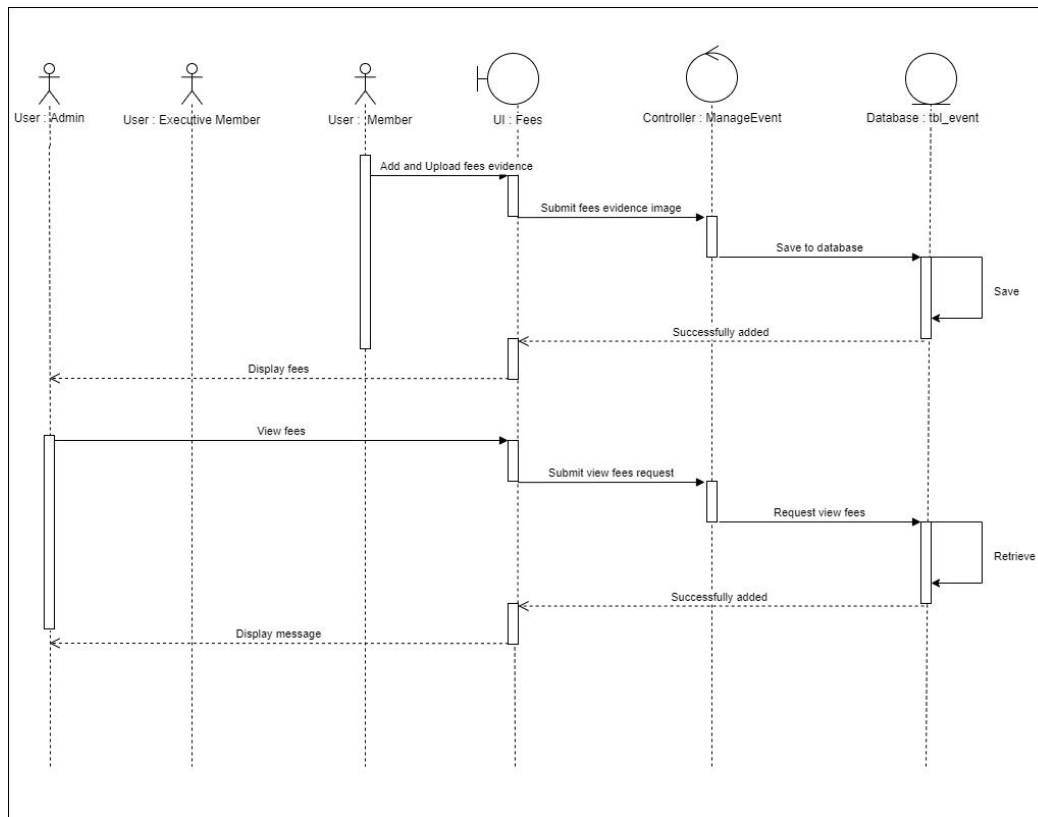 User : Admin
User : Executive Member
User : Member
UI : Fees
Controller : ManageEvent
Database : tbl_event
Add and Upload fees evidence
Submit fees evidence image
Save to database
Save
Successfully added
Display fees
View fees
Submit view fees request
Request view fees
Retrieve
Successfully added
Display message